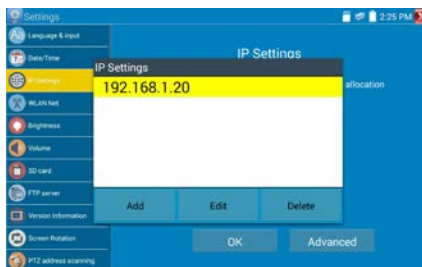 Settings
2:25 PM
Language & input
Date/Time
IP Settings
IP Settings
IP Settings
192.168.1.20
allocation
WLAN Net
Brightness
Volume
SD card
FTP server
Add
Edit
Delete
Version Information
Screen Rotation
OK
Advanced
PTZ address scanning